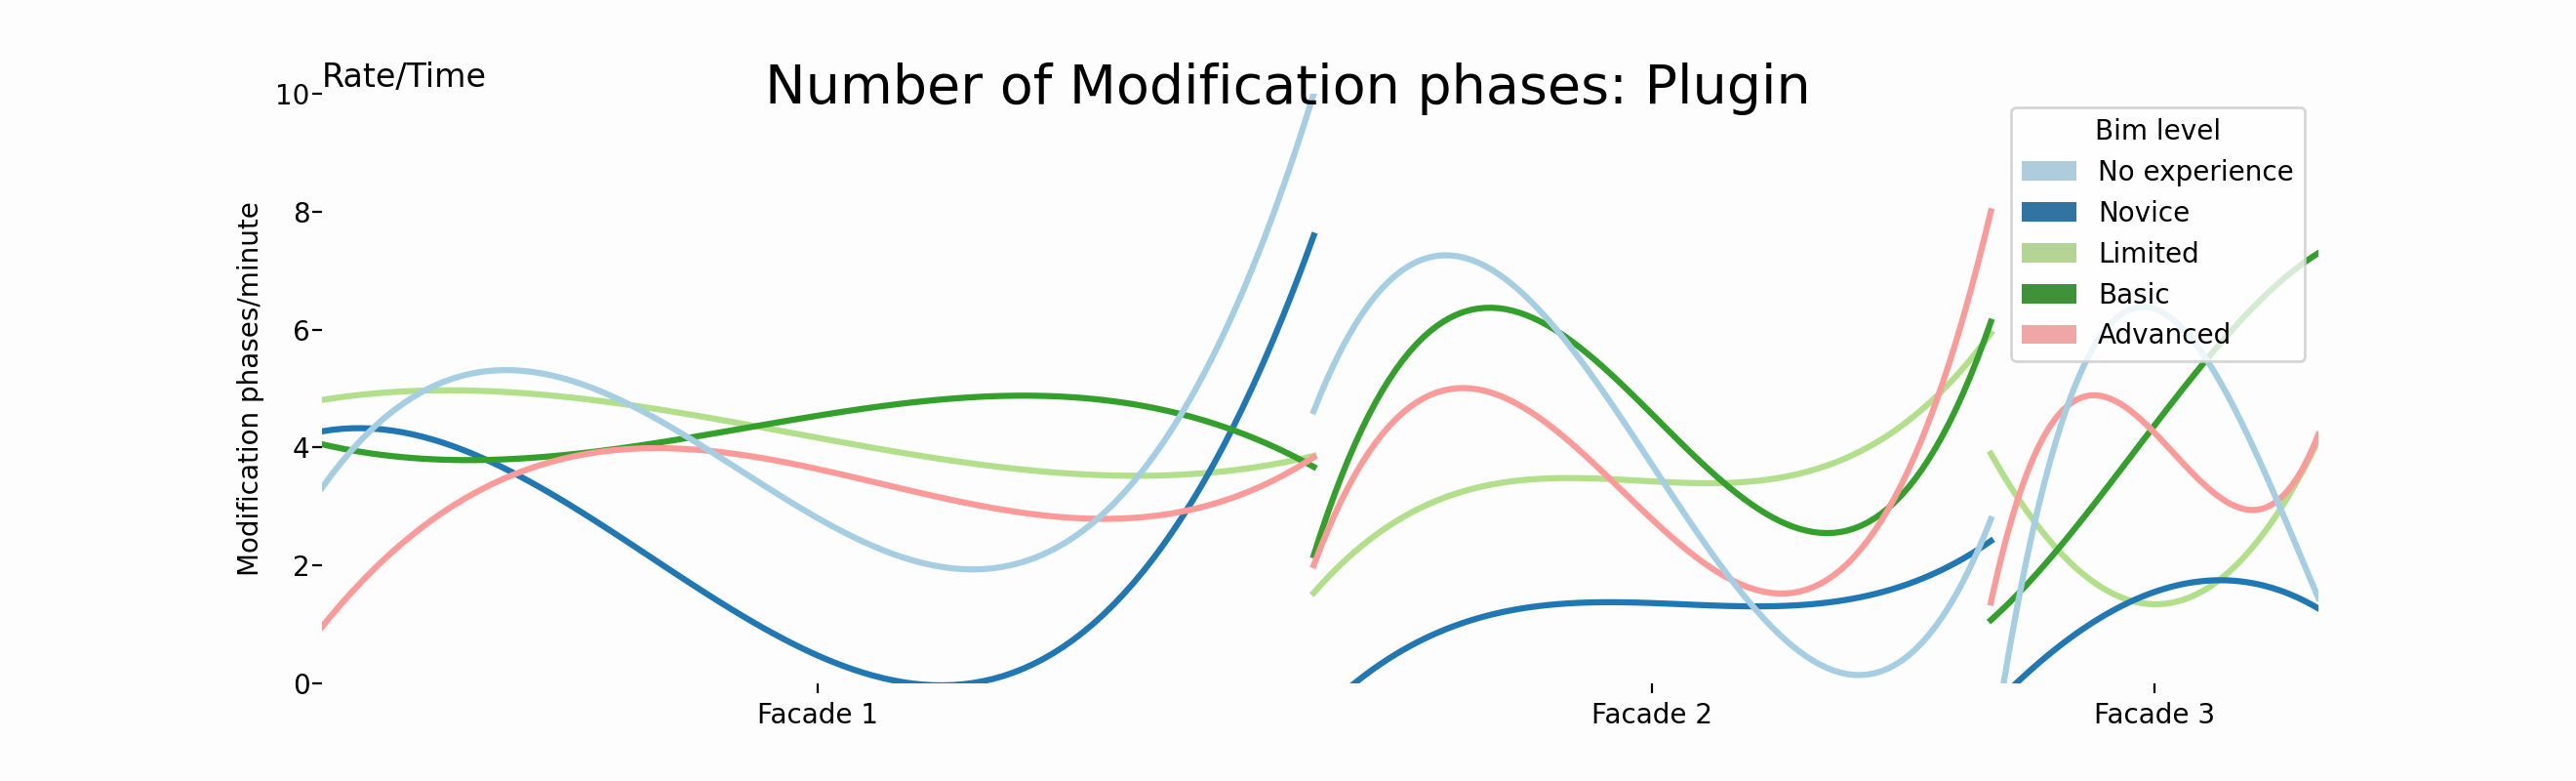 Number of Modification phases: Plugin
Rate/Time
Modification phases/minute
10
8
6
4
2
0
Facade 1
Facade 2
Facade 3
Bim level
No experience
Novice
Limited
Basic
Advanced